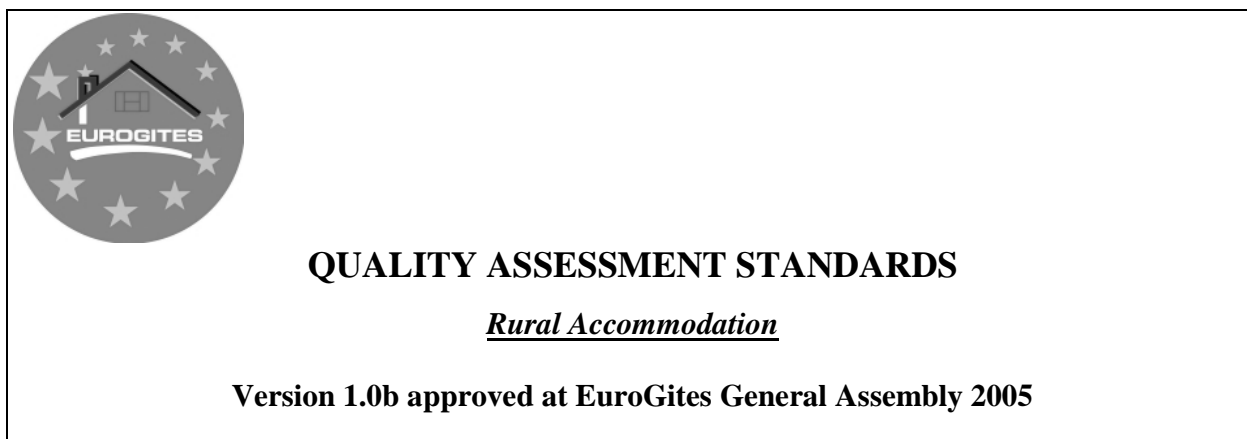 EUROGITES
QUALITY ASSESSMENT STANDARDS
Rural Accommodation
Version 1.0b approved at EuroGites General Assembly 2005